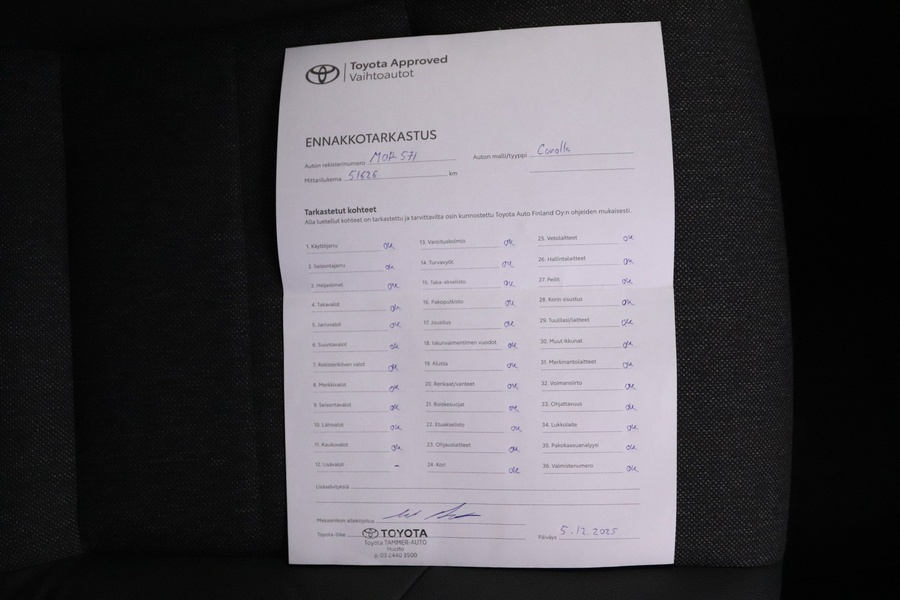 Toyota Approved
Vaihtoautot
ENNAKKOTARKASTUS
Auton rekisterinumero MOR 571
Auton malli/tyyppi Corolla
Mittarilukema 51626 km
Tarkastetut kohteet
Alla luetellut kohteet on tarkastettu ja tarvittavilta osin kunnostettu Toyota Auto Finland Oy:n ohjeiden mukaisesti.
1. Käyttöjarru ok
2. Seisontajarru ok
3. Heijastimet ok
4. Takavalot ok
5. Jarruvalot ok
6. Suuntavalot ok
7. Rekisterikilven valot ok
8. Merkkivalot ok
9. Seisontavalot ok
10. Lähivalot ok
11. Kaukovalot ok
12. Lisävalot –
13. Varoituskolmio ok
14. Turvavyöt ok
15. Taka-akselisto ok
16. Pakoputkisto ok
17. Jousitus ok
18. Iskunvaimentimen vuodot ok
19. Alusta ok
20. Renkaat/vanteet ok
21. Roiskesuojat ok
22. Etuakselisto ok
23. Ohjauslaitteet ok
24. Kori ok
25. Vetolaitteet ok
26. Hallintalaitteet ok
27. Peilit ok
28. Korin sisustus ok
29. Tuulilasi/laitteet ok
30. Muut ikkunat ok
31. Merkinantolaitteet ok
32. Voimansiirto ok
33. Ohjattavuus ok
34. Lukkolaite ok
35. Pakokaasuanalyysi ok
36. Valmistenumero ok
Lisäselvityksiä
Mekaanikon allekirjoitus
Toyota-liike TOYOTA
Toyota TAMMER-AUTO
Huolto
p. 03 2440 3500
Päiväys 5.12.2025